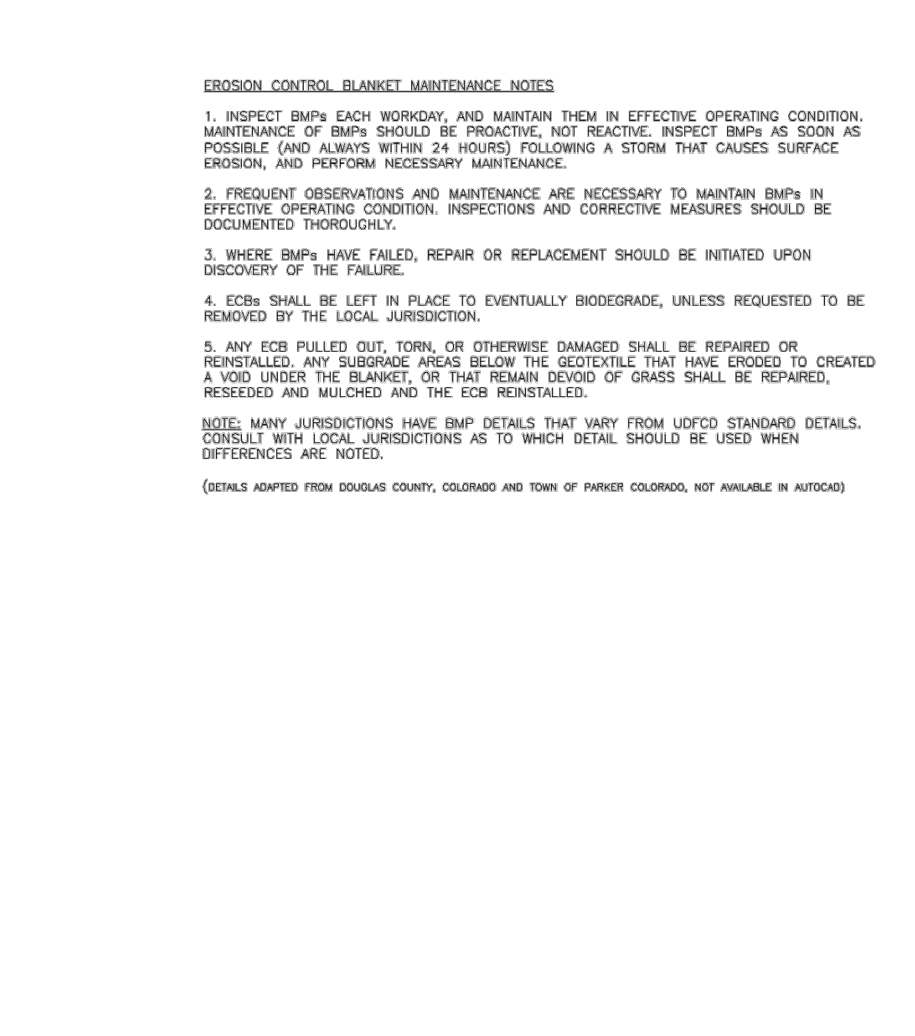 EROSION CONTROL BLANKET MAINTENANCE NOTES
1. INSPECT BMPs EACH WORKDAY, AND MAINTAIN THEM IN EFFECTIVE OPERATING CONDITION.
MAINTENANCE OF BMPs SHOULD BE PROACTIVE, NOT REACTIVE. INSPECT BMPs AS SOON AS
POSSIBLE (AND ALWAYS WITHIN 24 HOURS) FOLLOWING A STORM THAT CAUSES SURFACE
EROSION, AND PERFORM NECESSARY MAINTENANCE.
2. FREQUENT OBSERVATIONS AND MAINTENANCE ARE NECESSARY TO MAINTAIN BMPs IN
EFFECTIVE OPERATING CONDITION. INSPECTIONS AND CORRECTIVE MEASURES SHOULD BE
DOCUMENTED THOROUGHLY.
3. WHERE BMPs HAVE FAILED, REPAIR OR REPLACEMENT SHOULD BE INITIATED UPON
DISCOVERY OF THE FAILURE.
4. ECBs SHALL BE LEFT IN PLACE TO EVENTUALLY BIODEGRADE, UNLESS REQUESTED TO BE
REMOVED BY THE LOCAL JURISDICTION.
5. ANY ECB PULLED OUT, TORN, OR OTHERWISE DAMAGED SHALL BE REPAIRED OR
REINSTALLED. ANY SUBGRADE AREAS BELOW THE GEOTEXTILE THAT HAVE ERODED TO CREATED
A VOID UNDER THE BLANKET, OR THAT REMAIN DEVOID OF GRASS SHALL BE REPAIRED,
RESEEDED AND MULCHED AND THE ECB REINSTALLED.
NOTE: MANY JURISDICTIONS HAVE BMP DETAILS THAT VARY FROM UDFCD STANDARD DETAILS.
CONSULT WITH LOCAL JURISDICTIONS AS TO WHICH DETAIL SHOULD BE USED WHEN
DIFFERENCES ARE NOTED.
(DETAILS ADAPTED FROM DOUGLAS COUNTY, COLORADO AND TOWN OF PARKER COLORADO, NOT AVAILABLE IN AUTOCAD)